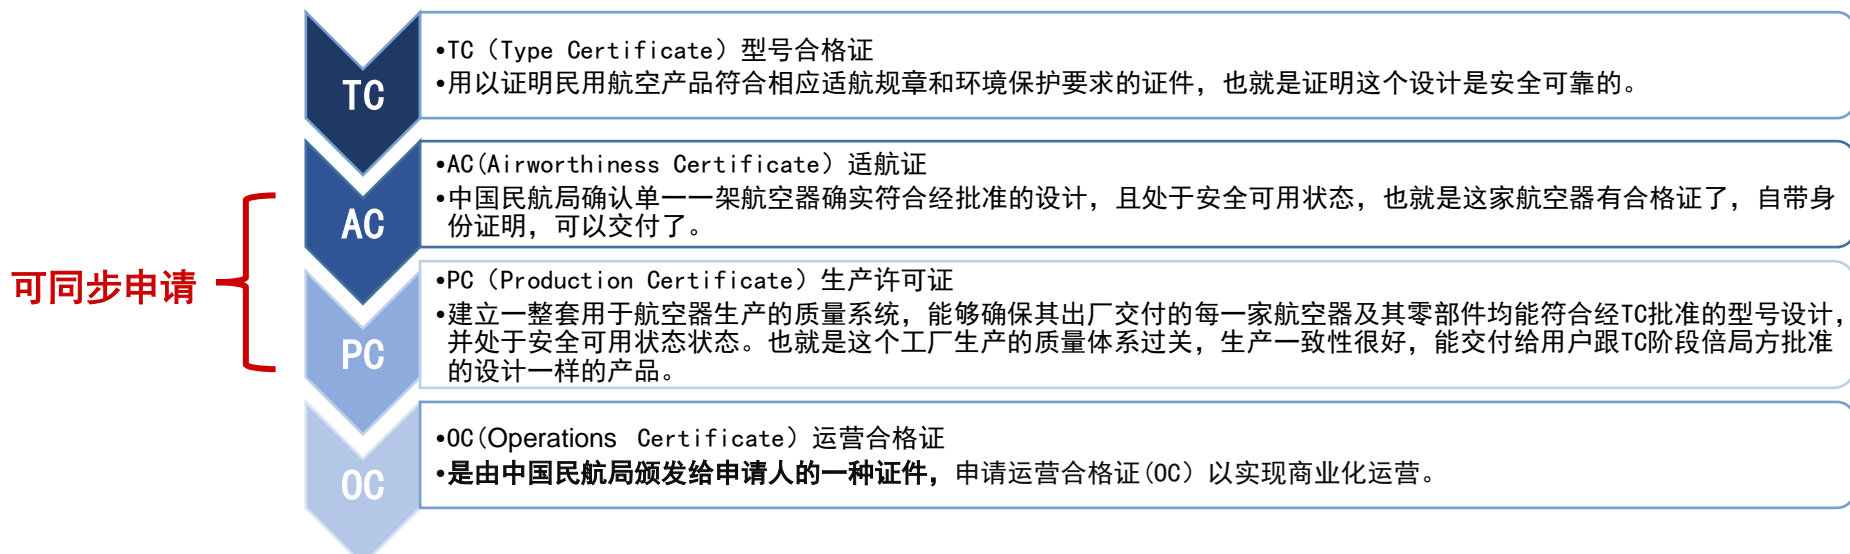 TC
•TC（Type Certificate）型号合格证
•用以证明民用航空产品符合相应适航规章和环境保护要求的证件，也就是证明这个设计是安全可靠的。
AC
•AC(Airworthiness Certificate）适航证
•中国民航局确认单一一架航空器确实符合经批准的设计，且处于安全可用状态，也就是这家航空器有合格证了，自带身
份证明，可以交付了。
可同步申请
PC
•PC（Production Certificate）生产许可证
•建立一整套用于航空器生产的质量系统，能够确保其出厂交付的每一家航空器及其零部件均能符合经TC批准的型号设计，
并处于安全可用状态状态。也就是这个工厂生产的质量体系过关，生产一致性很好，能交付给用户跟TC阶段倍局方批准
的设计一样的产品。
OC
•OC(Operations Certificate）运营合格证
•是由中国民航局颁发给申请人的一种证件，申请运营合格证(OC）以实现商业化运营。